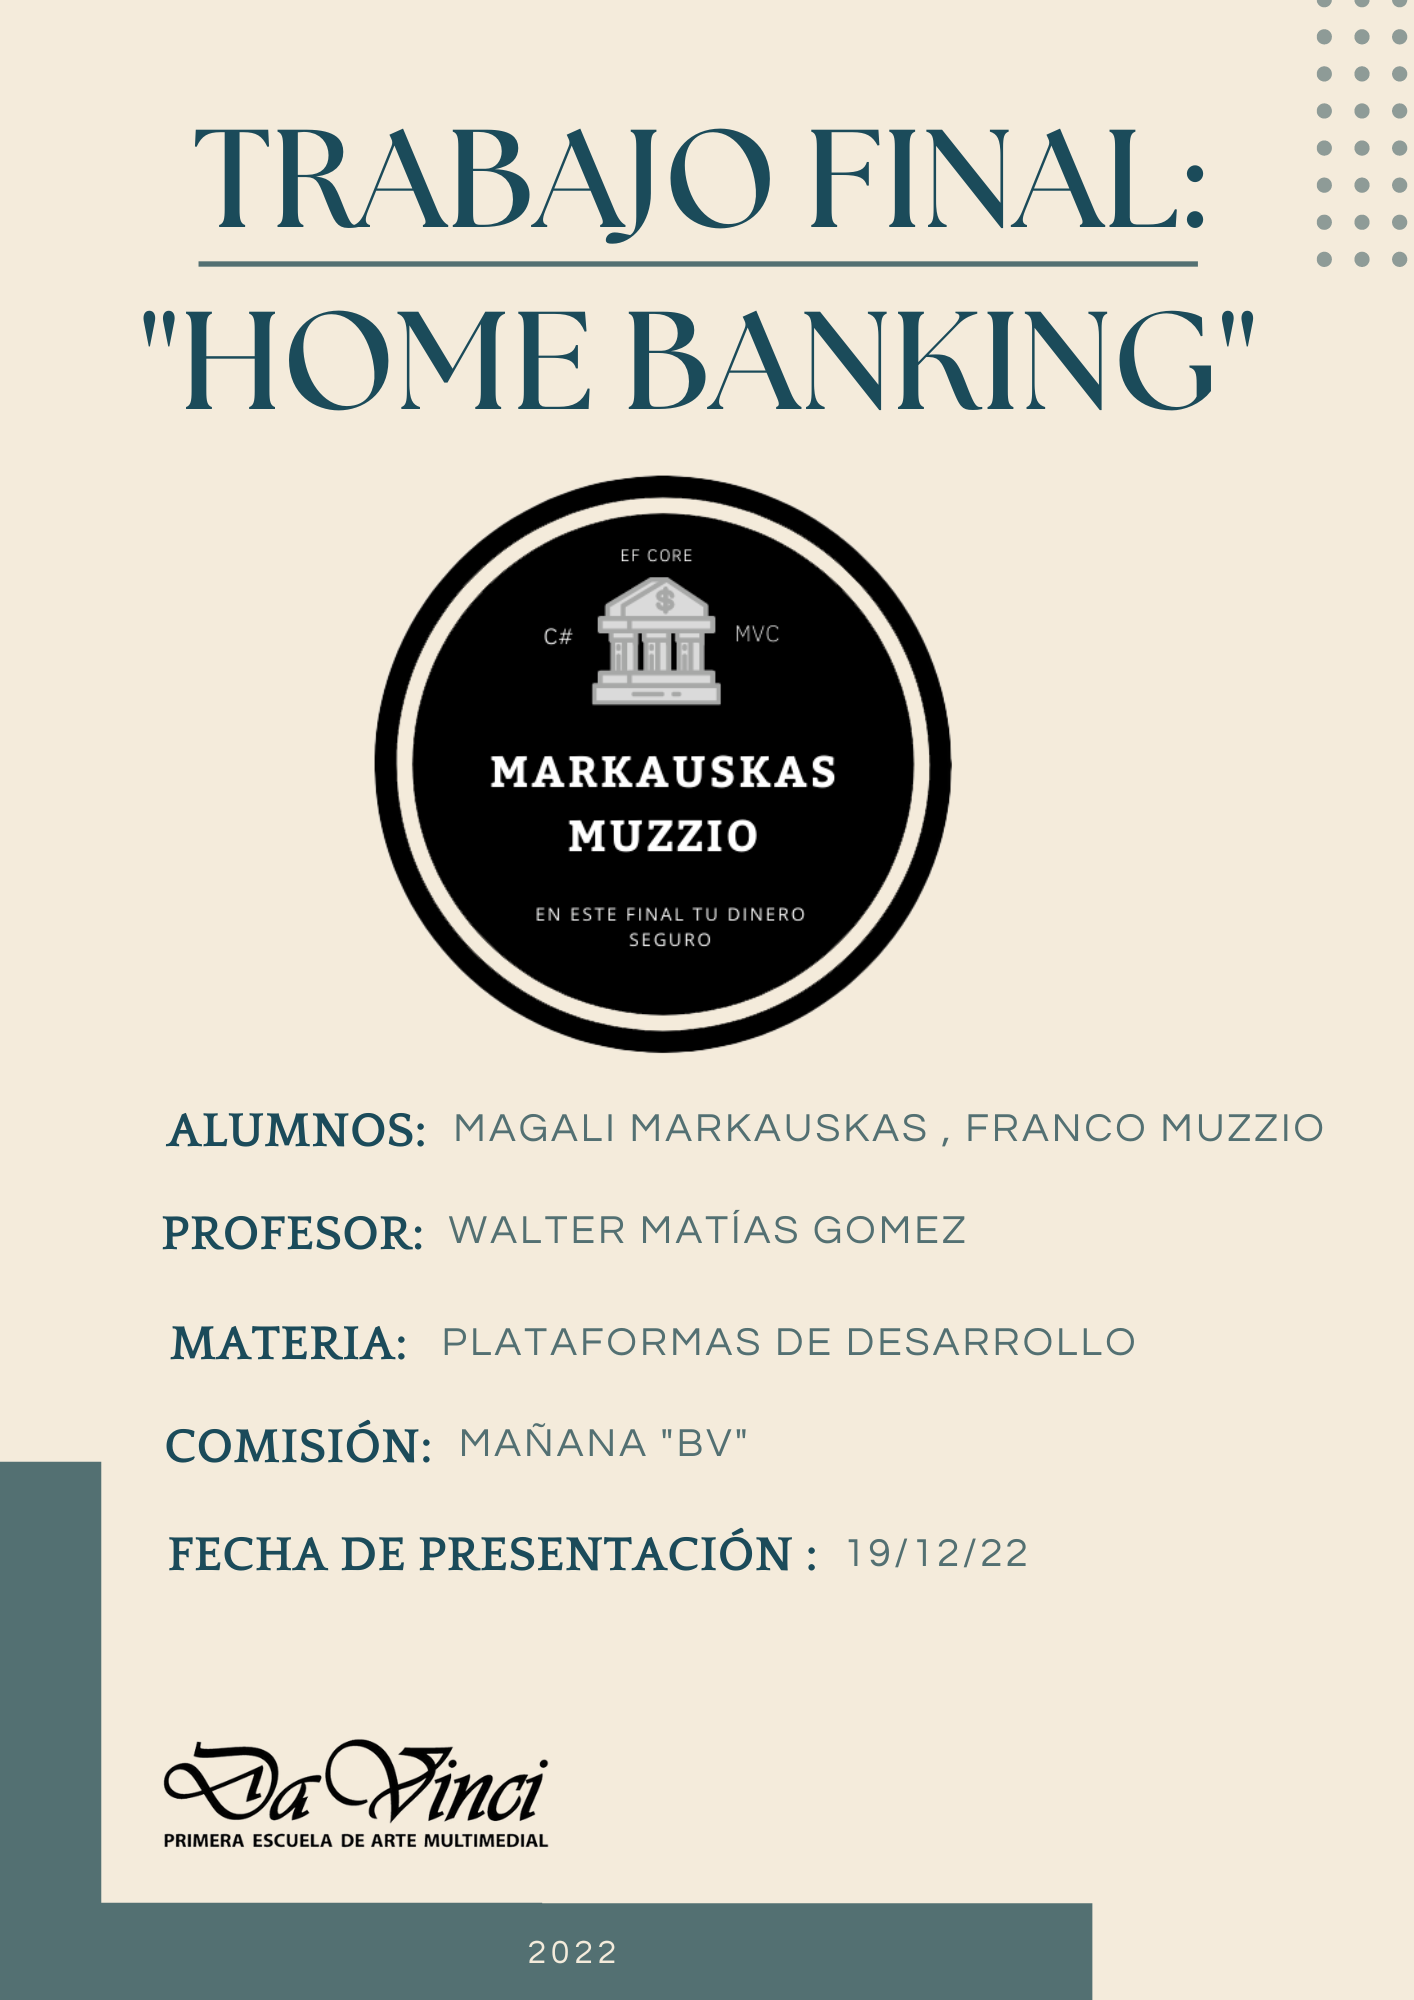 TRABAJO FINAL:
"HOME BANKING"
EF CORE
C#
MVC
MARKAUSKAS
MUZZIO
EN ESTE FINAL TU DINERO
SEGURO
ALUMNOS: MAGALI MARKAUSKAS , FRANCO MUZZIO
PROFESOR: WALTER MATÍAS GOMEZ
MATERIA: PLATAFORMAS DE DESARROLLO
COMISIÓN: MAÑANA "BV"
FECHA DE PRESENTACIÓN : 19/12/22
Da Vinci
PRIMERA ESCUELA DE ARTE MULTIMEDIAL
2022